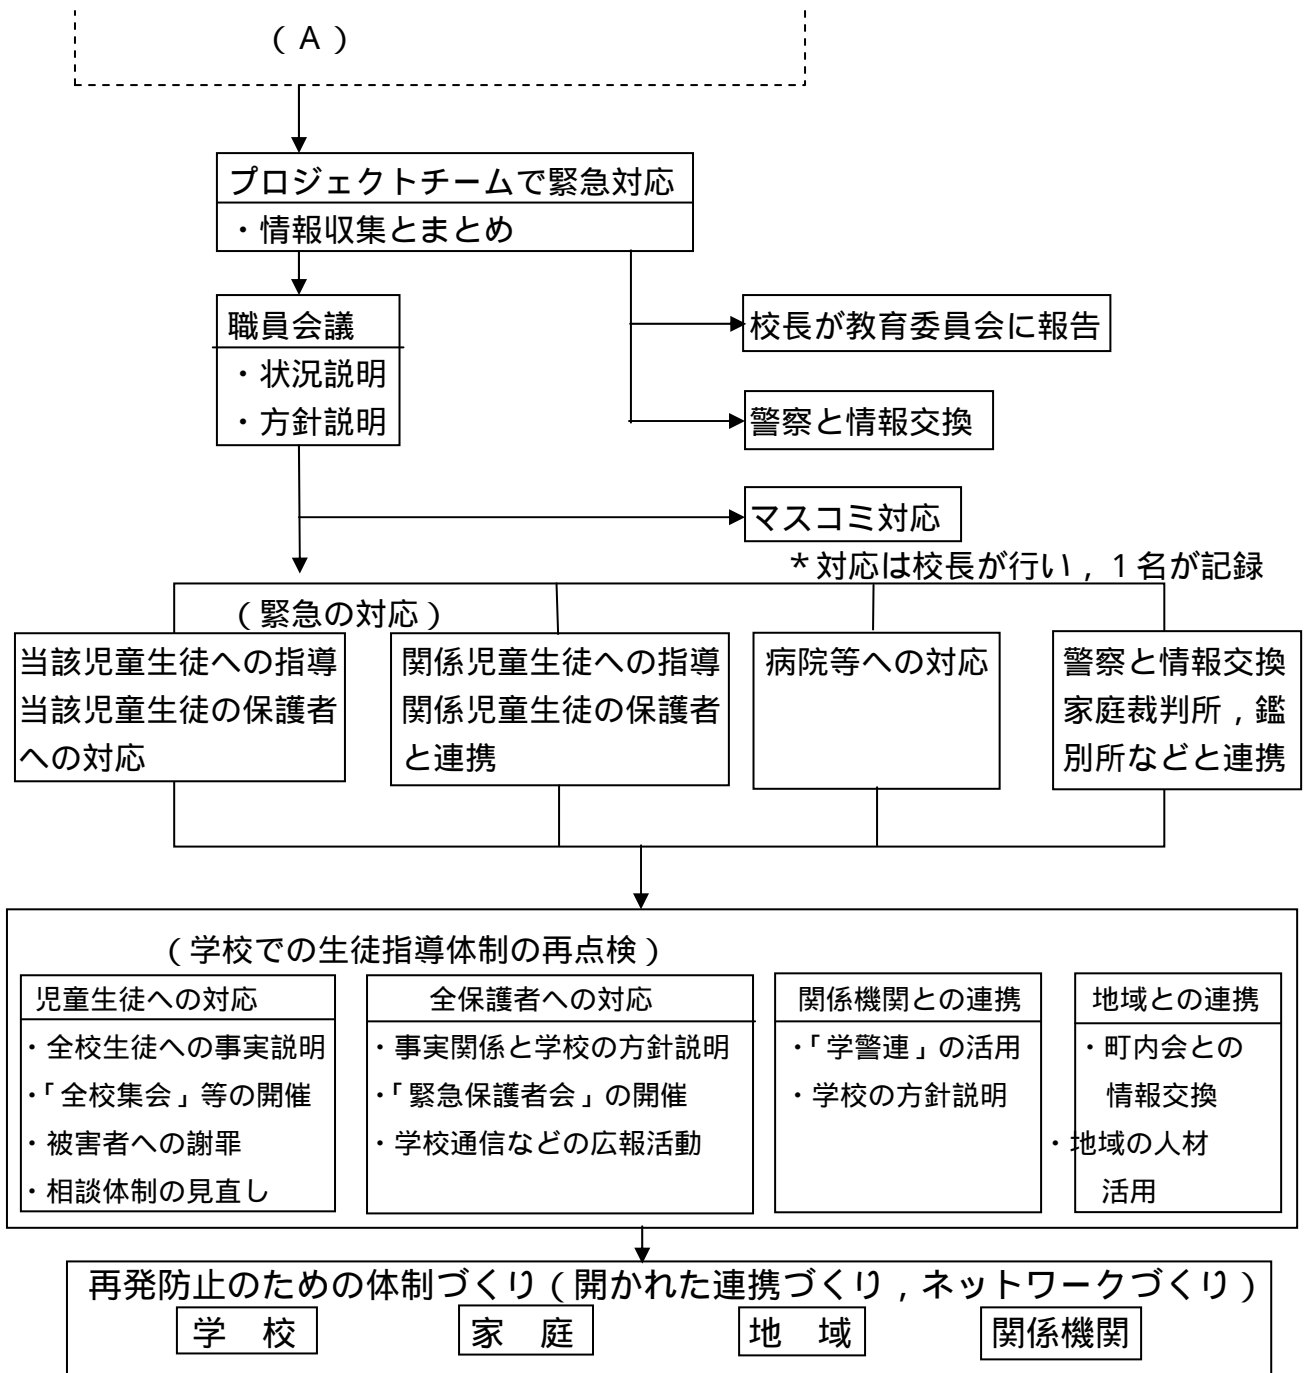 （Ａ）
プロジェクトチームで緊急対応
・情報収集とまとめ
職員会議
・状況説明
・方針説明
校長が教育委員会に報告
警察と情報交換
マスコミ対応
＊対応は校長が行い，１名が記録
（緊急の対応）
当該児童生徒への指導
当該児童生徒の保護者
への対応
関係児童生徒への指導
関係児童生徒の保護者
と連携
病院等への対応
警察と情報交換
家庭裁判所，鑑
別所などと連携
（学校での生徒指導体制の再点検）
児童生徒への対応
・全校生徒への事実説明
・「全校集会」等の開催
・被害者への謝罪
・相談体制の見直し
全保護者への対応
・事実関係と学校の方針説明
・「緊急保護者会」の開催
・学校通信などの広報活動
関係機関との連携
・「学警連」の活用
・学校の方針説明
地域との連携
・町内会との
情報交換
・地域の人材
活用
再発防止のための体制づくり（開かれた連携づくり，ネットワークづくり）
学　校
家　庭
地　域
関係機関